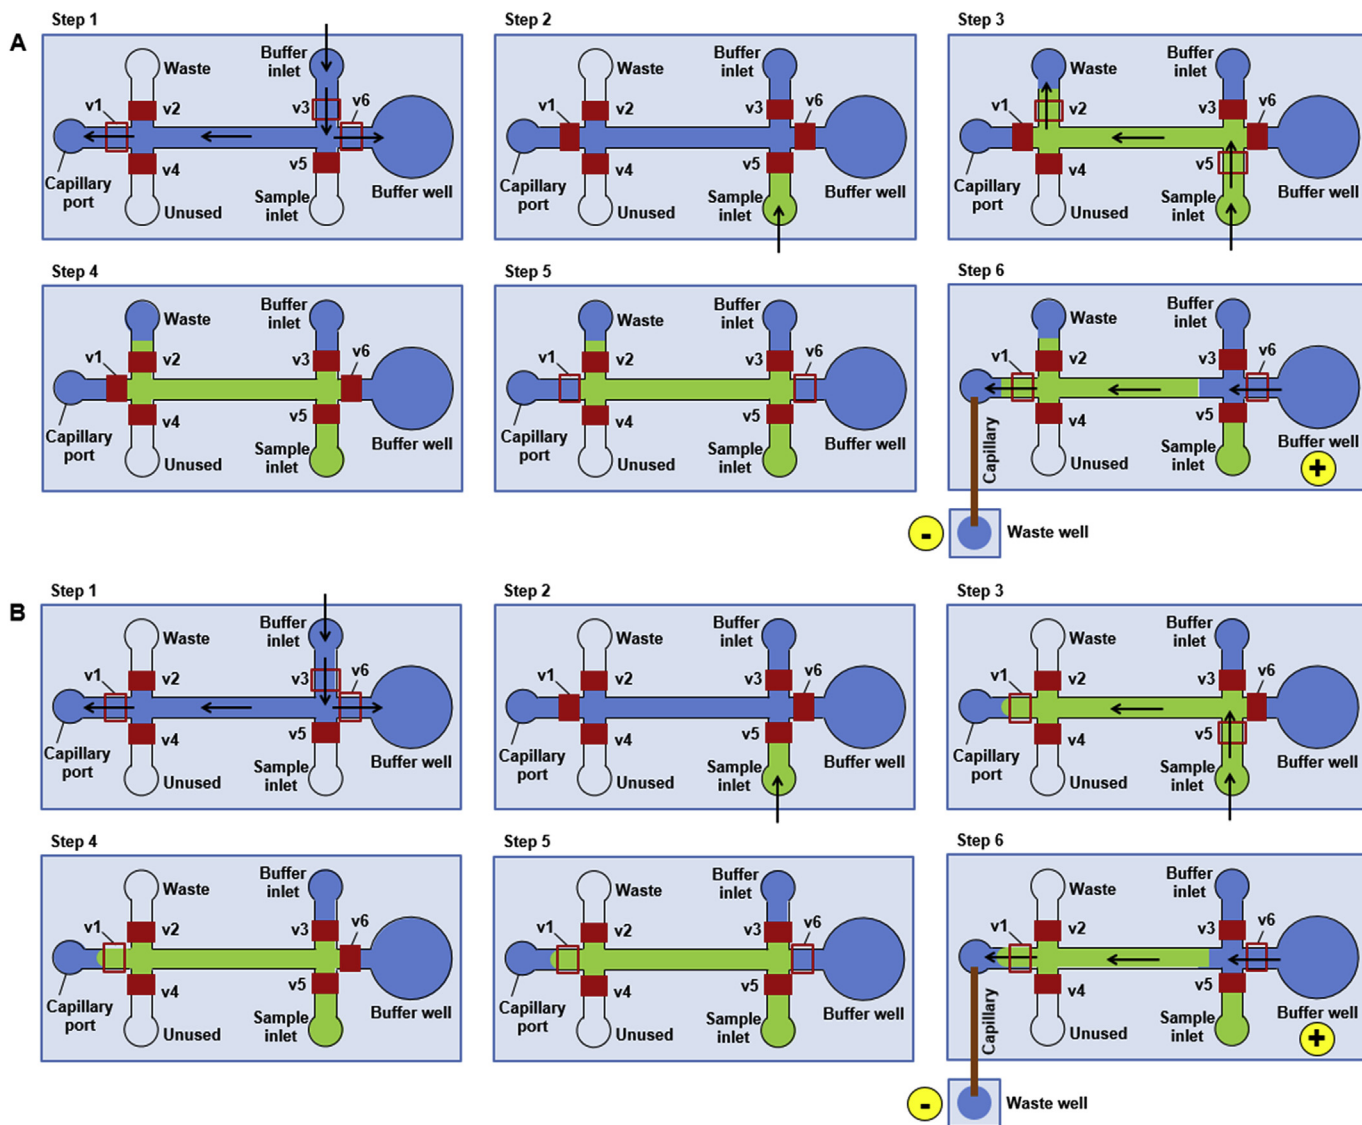 A
Step 1
Waste
Buffer
inlet
v1
v2
v3
v6
v4
v5
Capillary
port
Unused
Sample
inlet
Buffer well
Step 2
Waste
Buffer
inlet
v1
v2
v3
v6
v4
v5
Capillary
port
Unused
Sample
inlet
Buffer well
Step 3
Waste
Buffer
inlet
v1
v2
v3
v6
v4
v5
Capillary
port
Unused
Sample
inlet
Buffer well
Step 4
Waste
Buffer
inlet
v1
v2
v3
v6
v4
v5
Capillary
port
Unused
Sample
inlet
Buffer well
Step 5
Waste
Buffer
inlet
v1
v2
v3
v6
v4
v5
Capillary
port
Unused
Sample
inlet
Buffer well
Step 6
Waste
Buffer
inlet
v1
v2
v3
v6
v4
v5
Capillary
Unused
Sample
inlet
Buffer well
+
-
Waste well
B
Step 1
Waste
Buffer
inlet
v1
v2
v3
v6
v4
v5
Capillary
port
Unused
Sample
inlet
Buffer well
Step 2
Waste
Buffer
inlet
v1
v2
v3
v6
v4
v5
Capillary
port
Unused
Sample
inlet
Buffer well
Step 3
Waste
Buffer
inlet
v1
v2
v3
v6
v4
v5
Capillary
port
Unused
Sample
inlet
Buffer well
Step 4
Waste
Buffer
inlet
v1
v2
v3
v6
v4
v5
Capillary
port
Unused
Sample
inlet
Buffer well
Step 5
Waste
Buffer
inlet
v1
v2
v3
v6
v4
v5
Capillary
port
Unused
Sample
inlet
Buffer well
Step 6
Waste
Buffer
inlet
v1
v2
v3
v6
v4
v5
Capillary
Unused
Sample
inlet
Buffer well
+
-
Waste well